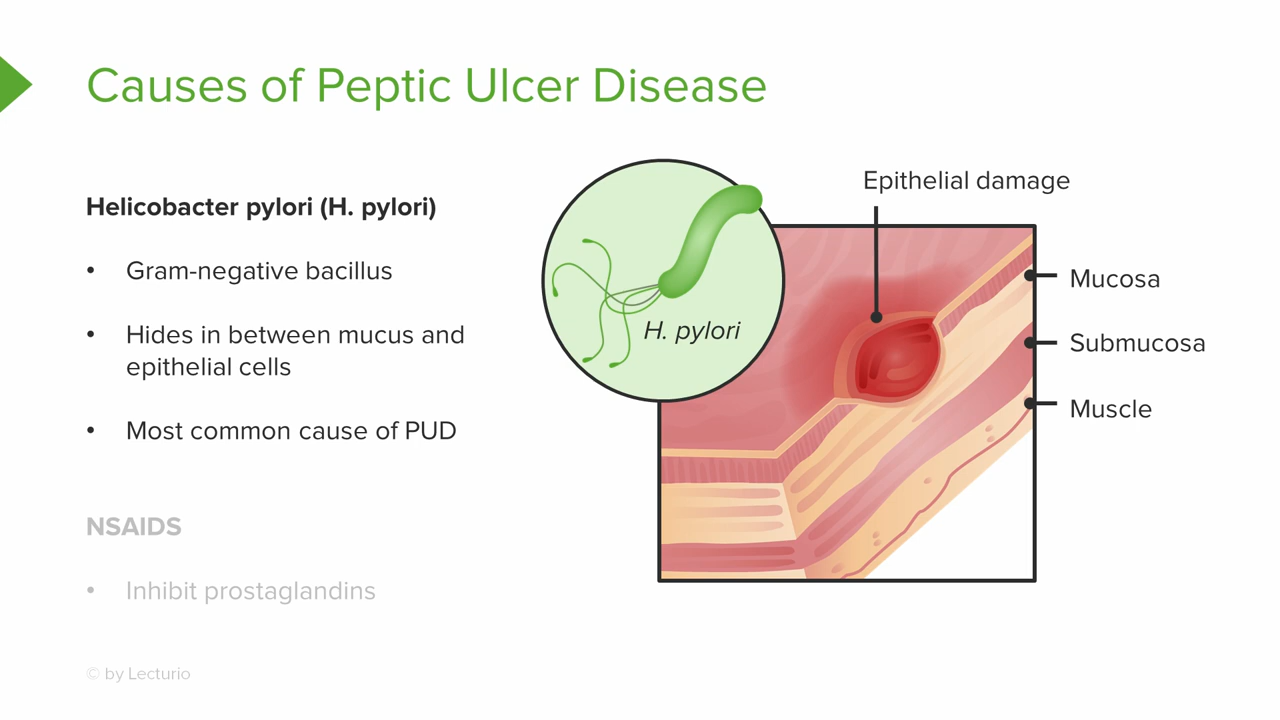 Causes of Peptic Ulcer Disease
Helicobacter pylori (H. pylori)
• Gram-negative bacillus
• Hides in between mucus and
epithelial cells
• Most common cause of PUD
NSAIDS
• Inhibit prostaglandins
H. pylori
Epithelial damage
Mucosa
Submucosa
Muscle
© by Lecturio